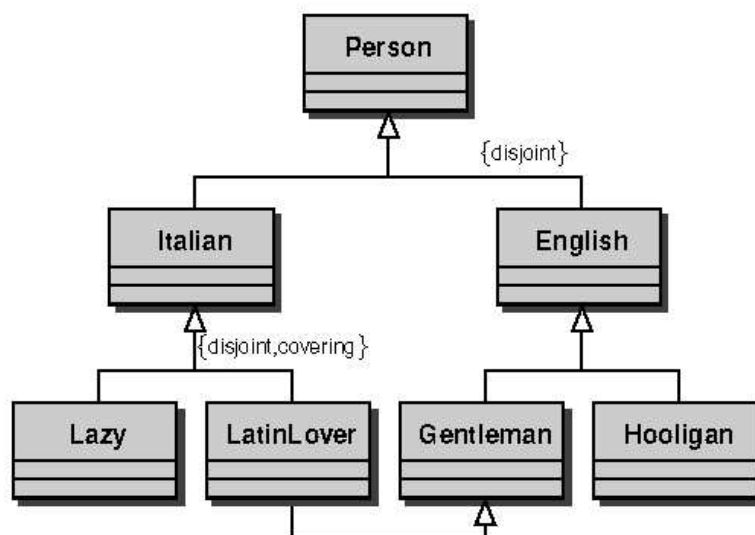 Person
{disjoint}
Italian
English
{disjoint,covering}
Lazy
LatinLover
Gentleman
Hooligan